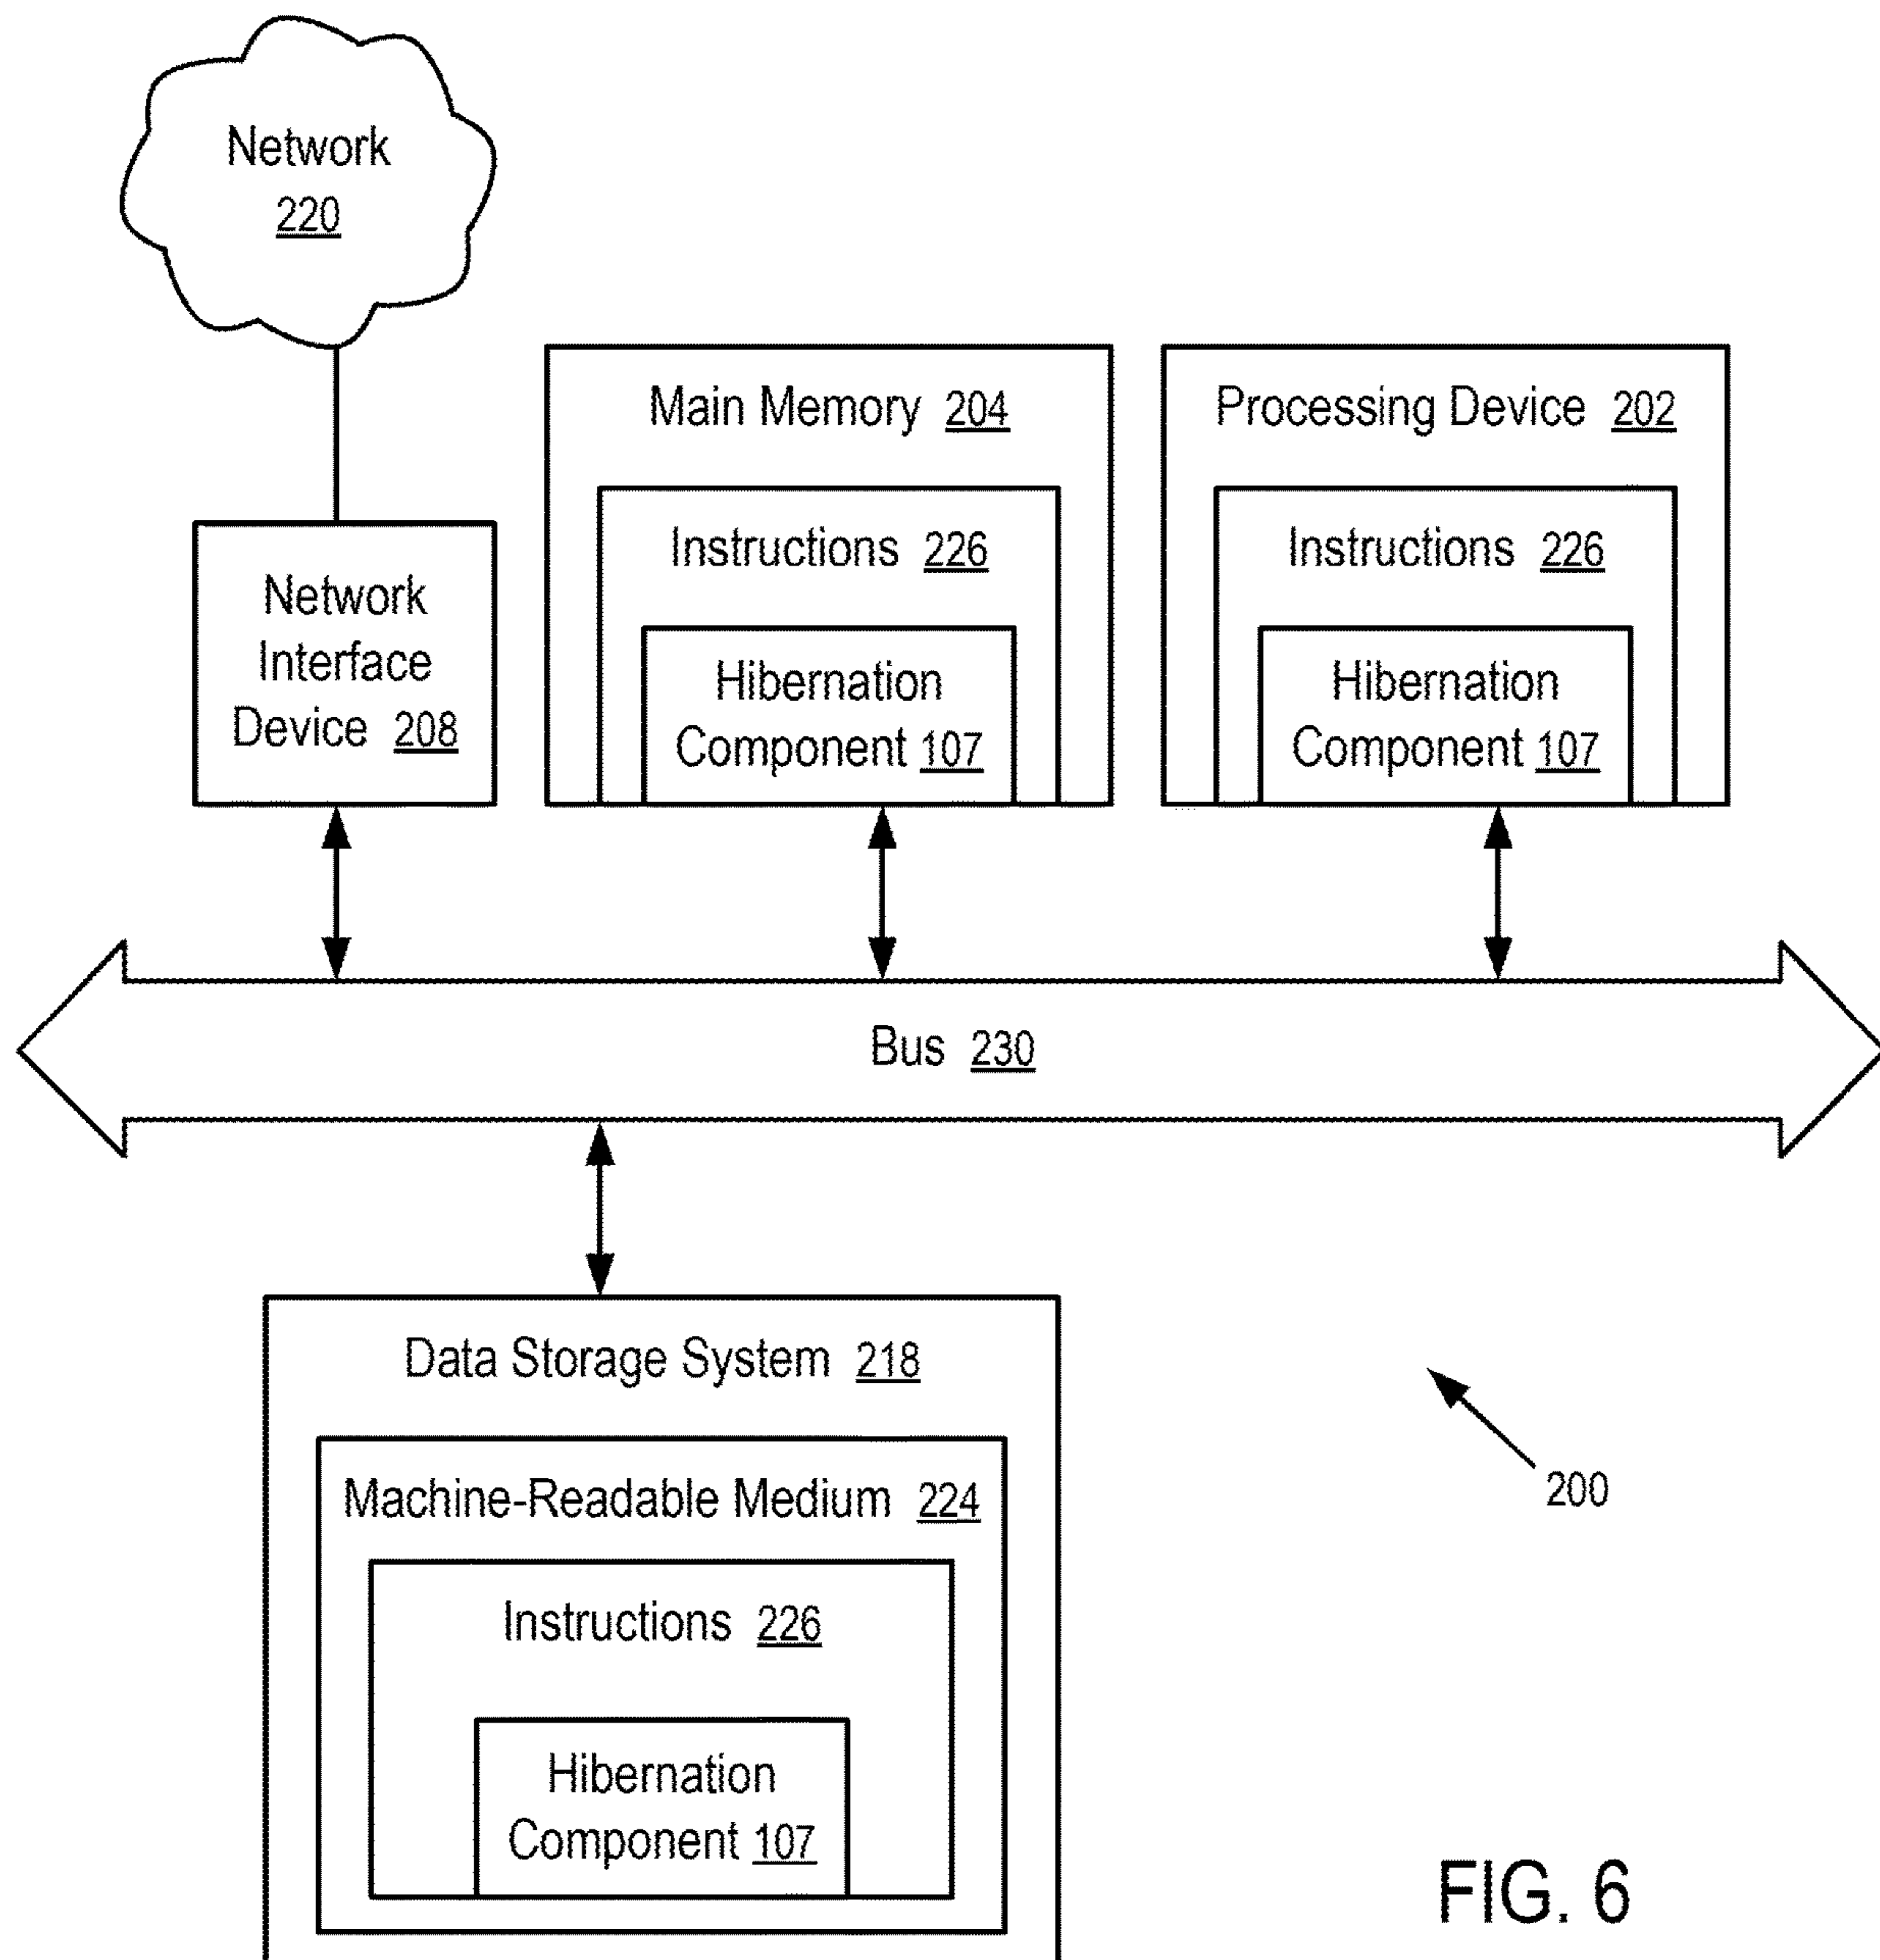 Network
220
Main Memory 204
Processing Device 202
Instructions 226
Instructions 226
Network
Interface
Device 208
Hibernation
Component 107
Hibernation
Component 107
Bus 230
Data Storage System 218
Machine-Readable Medium 224
200
Instructions 226
Hibernation
Component 107
FIG. 6